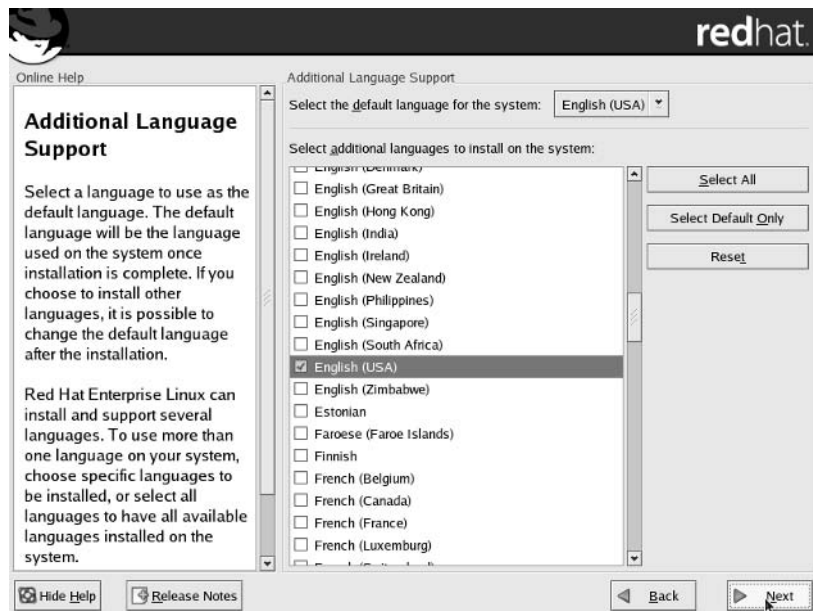 redhat.
Online Help
Additional Language
Support
Select a language to use as the
default language. The default
language will be the language
used on the system once
installation is complete. If you
choose to install other
languages, it is possible to
change the default language
after the installation.
Red Hat Enterprise Linux can
install and support several
languages. To use more than
one language on your system,
choose specific languages to
be installed, or select all
languages to have all available
languages installed on the
system.
Additional Language Support
Select the default language for the system: English (USA)
Select additional languages to install on the system:
English (Denmark)
English (Great Britain)
English (Hong Kong)
English (India)
English (Ireland)
English (New Zealand)
English (Philippines)
English (Singapore)
English (South Africa)
English (USA)
English (Zimbabwe)
Estonian
Faroese (Faroe Islands)
Finnish
French (Belgium)
French (Canada)
French (France)
French (Luxemburg)
Select All
Select Default Only
Reset
Hide Help
Release Notes
Back
Next